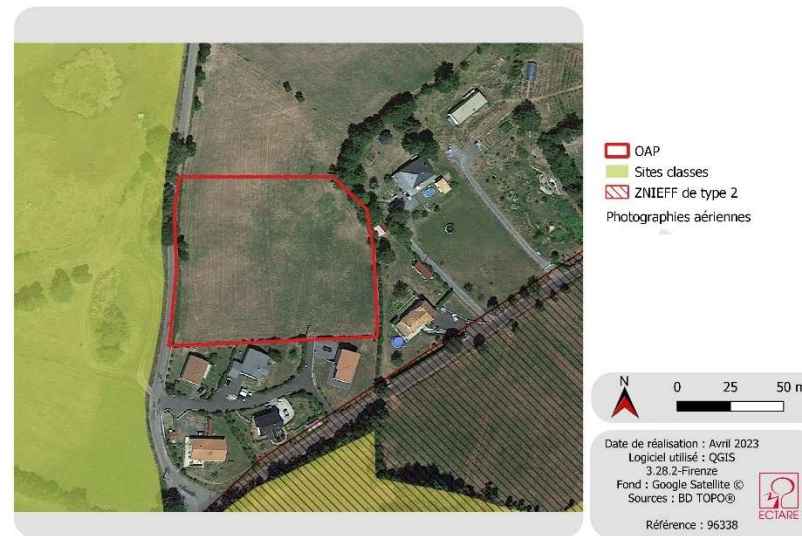 OAP
Sites classes
ZNIEFF de type 2
Photographies aériennes
N
0 25 50 m
Date de réalisation : Avril 2023
Logiciel utilisé : QGIS
3.28.2-Firenze
Fond : Google Satellite ©
Sources : BD TOPO®
Référence : 96338
ECTARE